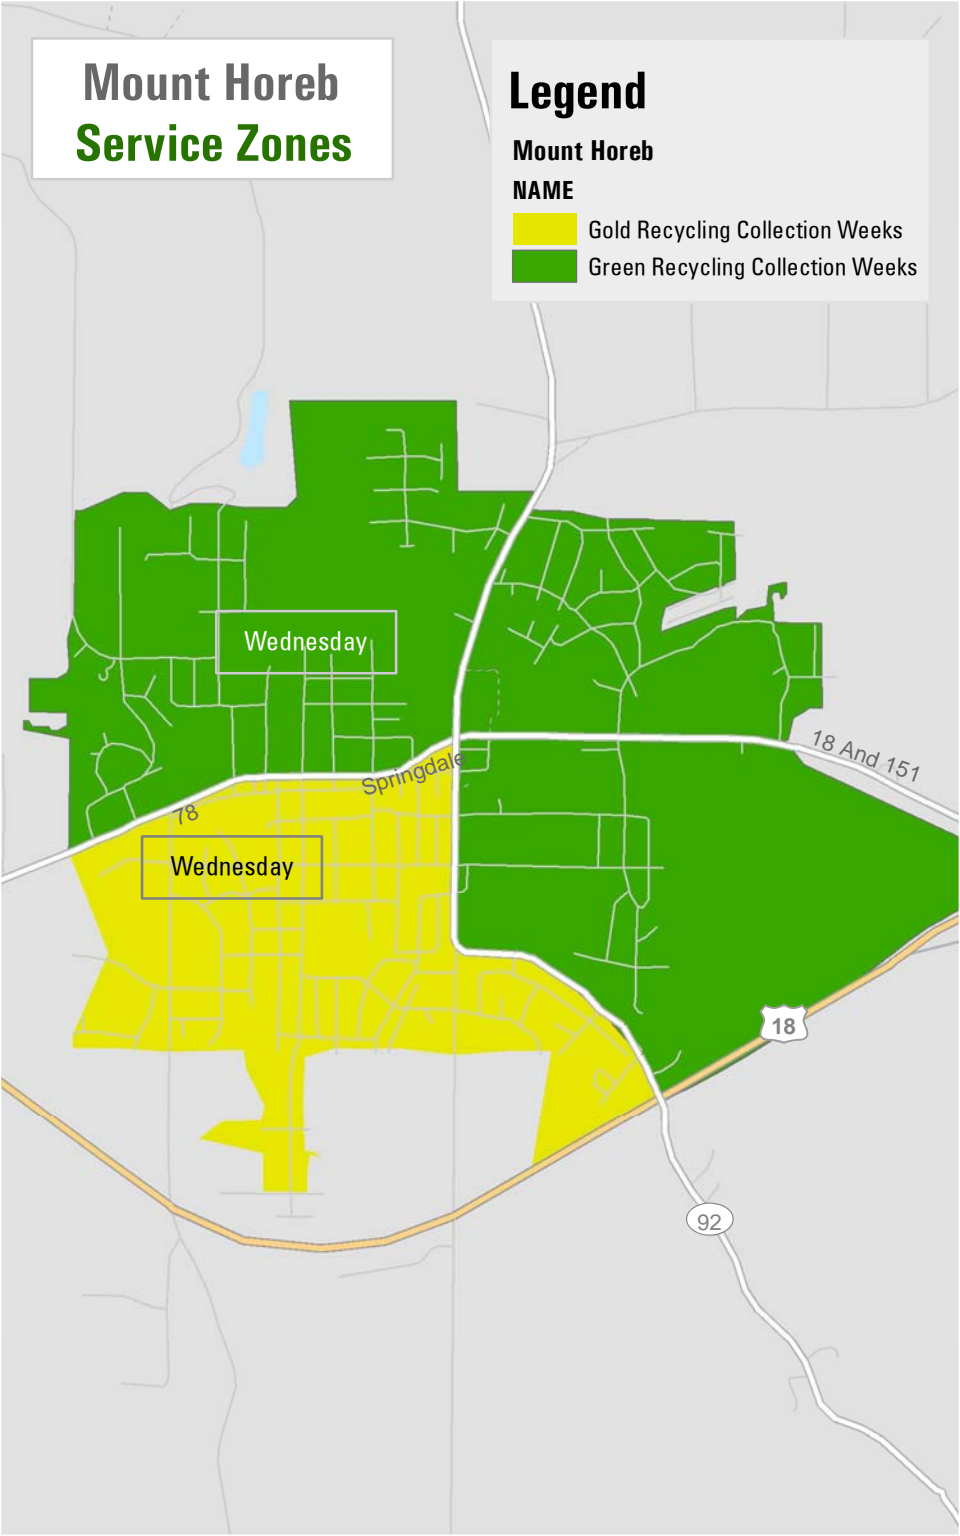 Mount Horeb
Service Zones
Legend
Mount Horeb
NAME
Gold Recycling Collection Weeks
Green Recycling Collection Weeks
Wednesday
18 And 151
Springdale
78
Wednesday
18
92